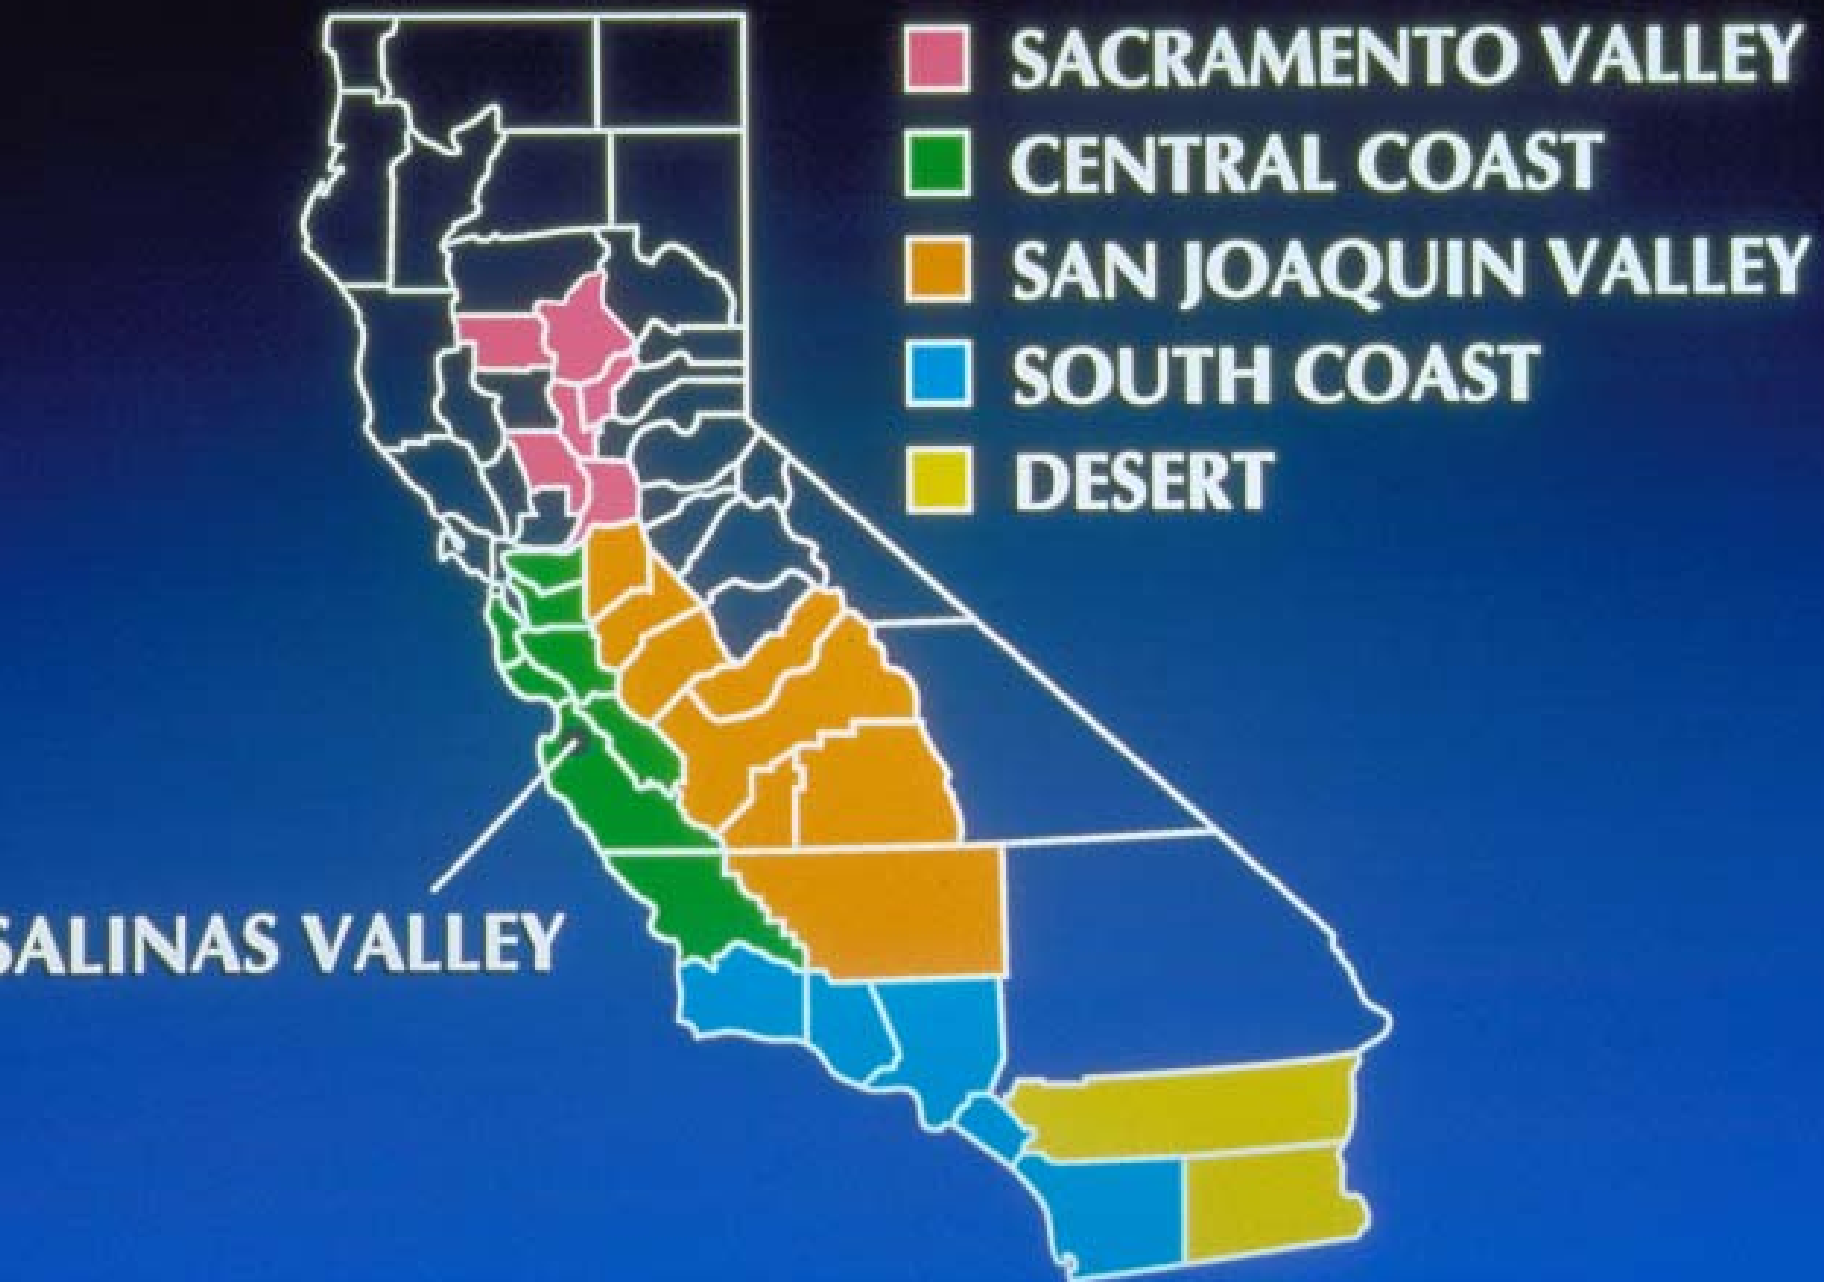 SACRAMENTO VALLEY
CENTRAL COAST
SAN JOAQUIN VALLEY
SOUTH COAST
DESERT
SALINAS VALLEY